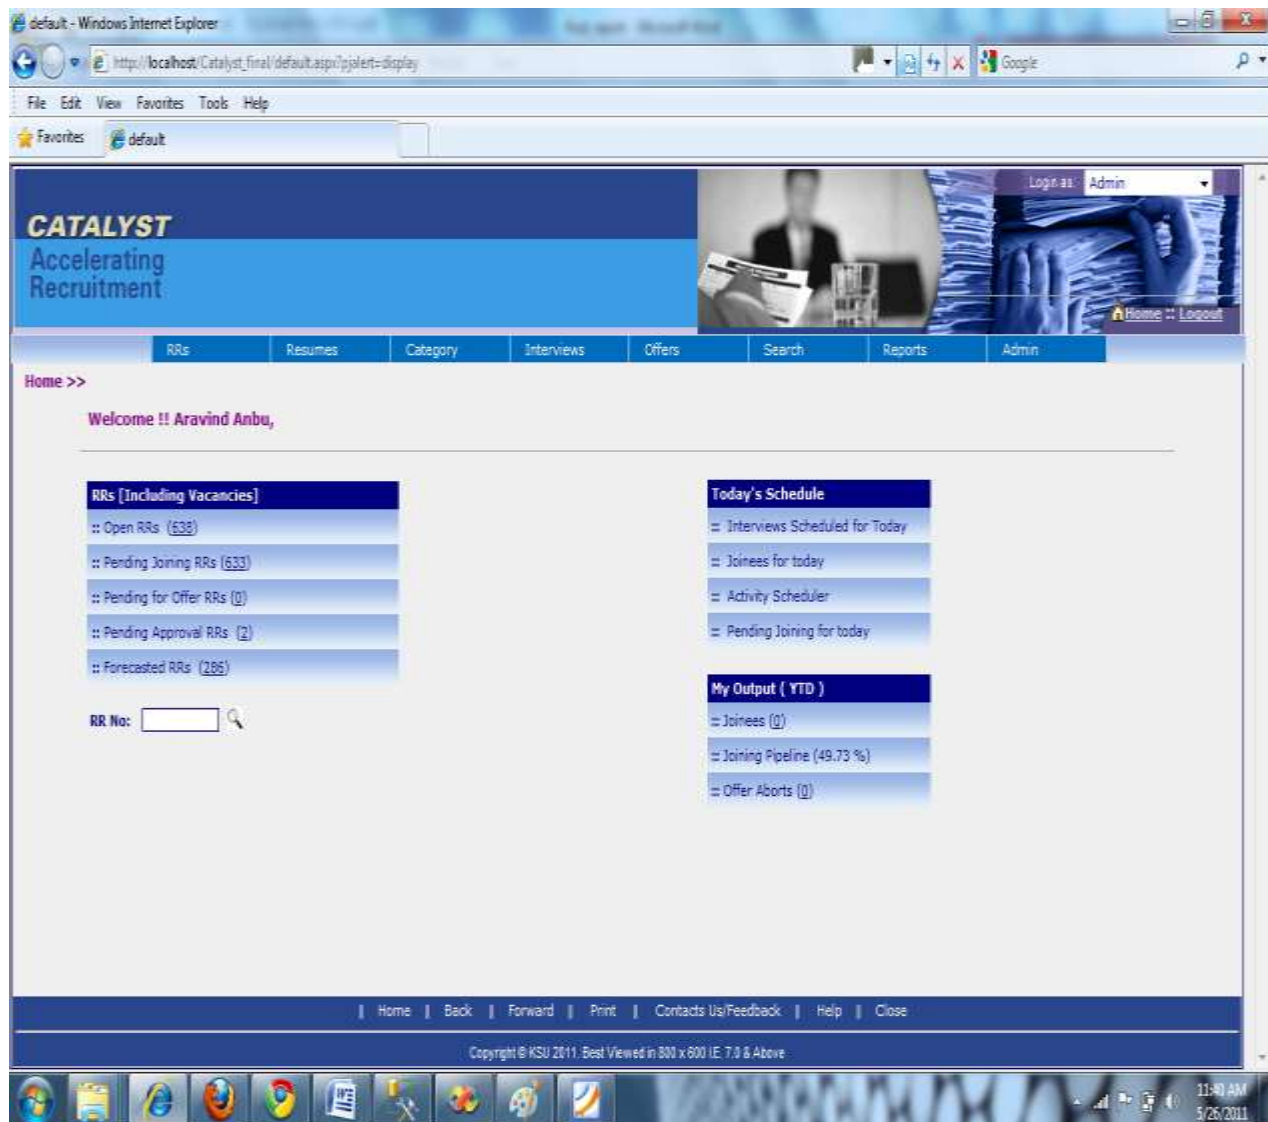 default - Windows Internet Explorer
http://localhost/Catalyst_final/default.aspx?pjalert=display
Google
File Edit View Favorites Tools Help
Favorites default
Login as: Admin
CATALYST
Accelerating
Recruitment
Home :: Logout
RRs Resumes Category Interviews Offers Search Reports Admin
Home >>
Welcome !! Aravind Anbu,
RRs [Including Vacancies]
:: Open RRs (638)
:: Pending Joining RRs (633)
:: Pending for Offer RRs (0)
:: Pending Approval RRs (2)
:: Forecasted RRs (286)
RR No:
Today's Schedule
:: Interviews Scheduled for Today
:: Joinees for today
:: Activity Scheduler
:: Pending Joining for today
My Output ( YTD )
:: Joinees (0)
:: Joining Pipeline (49.73 %)
:: Offer Aborts (0)
| Home | Back | Forward | Print | Contacts Us/Feedback | Help | Close
Copyright © KSU 2011. Best Viewed in 800 x 600 I.E. 7.0 & Above
11:40 AM
5/26/2011